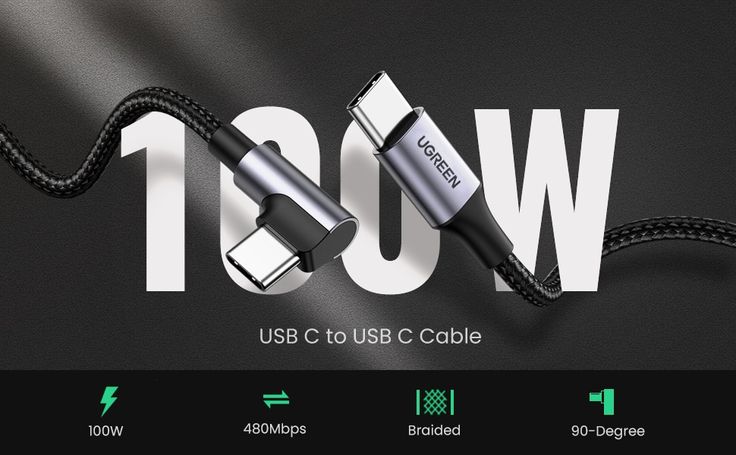 100W
UGREEN
USB C to USB C Cable
100W
480Mbps
Braided
90-Degree